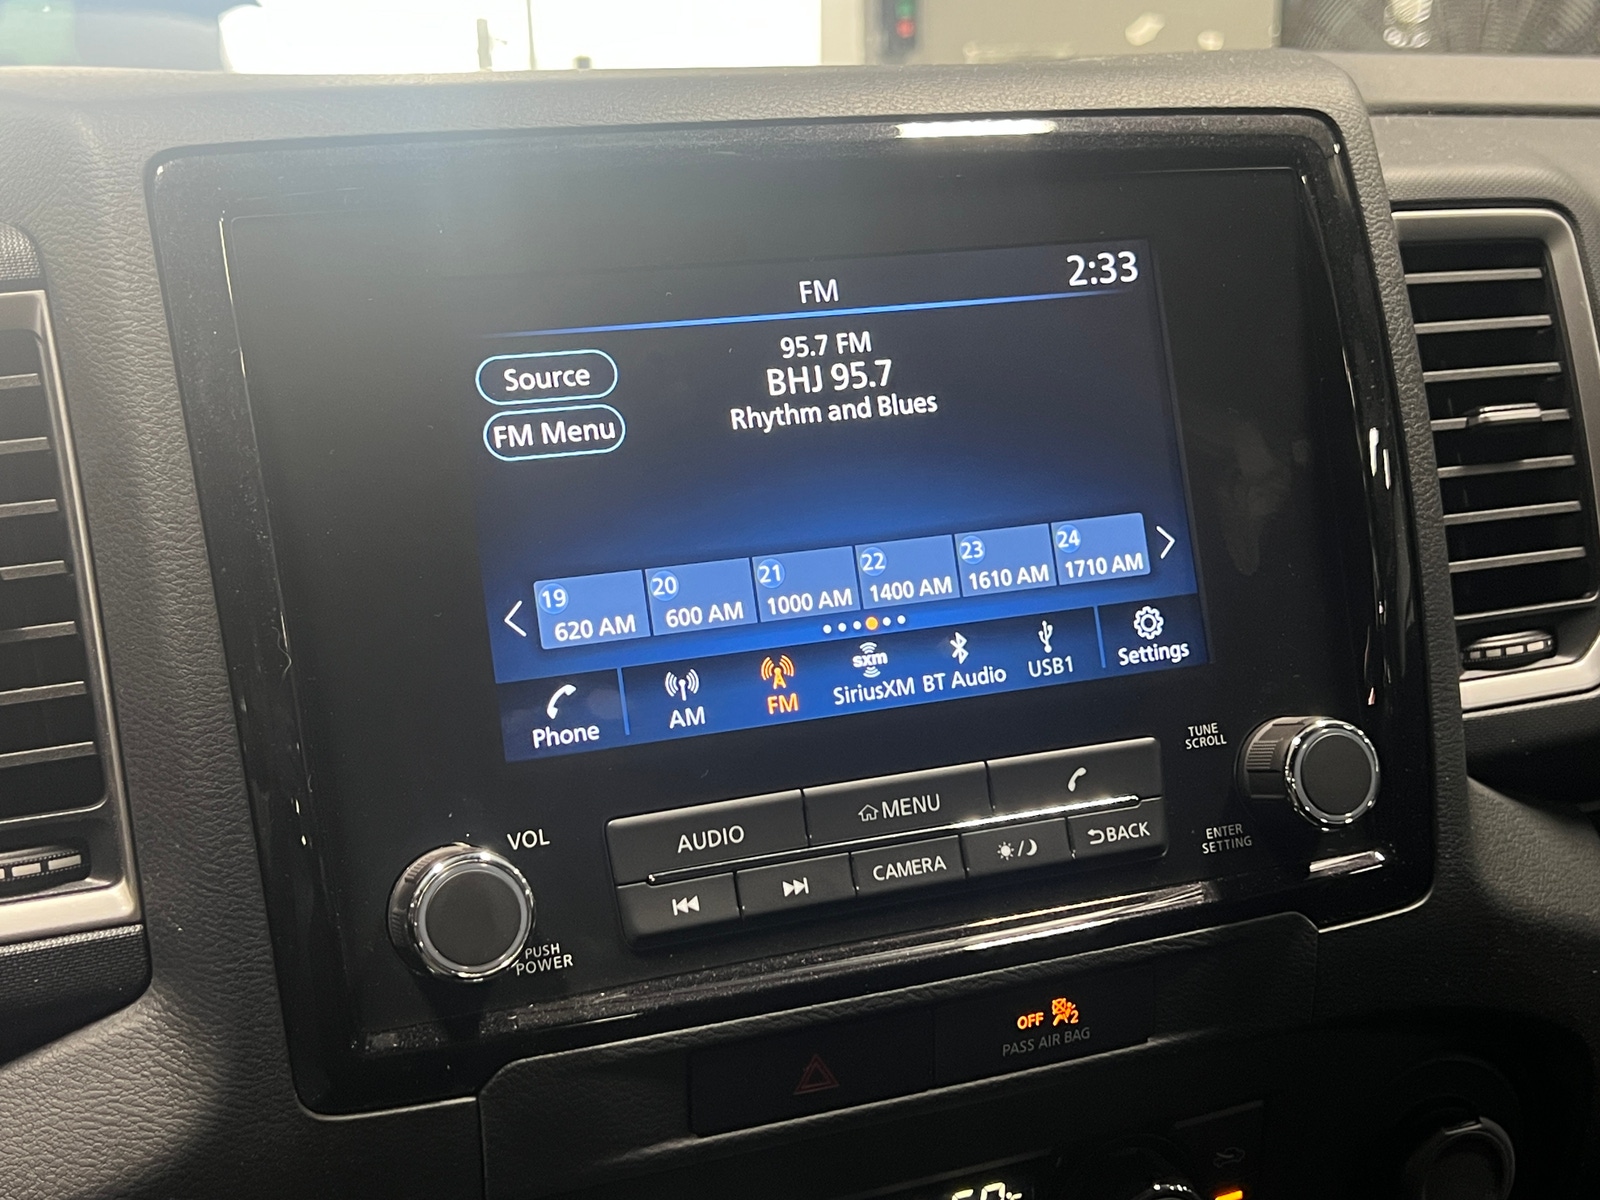 FM
2:33
95.7 FM
BHJ 95.7
Rhythm and Blues
Source
FM Menu
19
620 AM
20
600 AM
21
1000 AM
22
1400 AM
23
1610 AM
24
1710 AM
Phone
AM
FM
sxm
SiriusXM
BT Audio
USB1
Settings
VOL
PUSH
POWER
AUDIO
MENU
CAMERA
BACK
TUNE
SCROLL
ENTER
SETTING
OFF
2
PASS AIR BAG